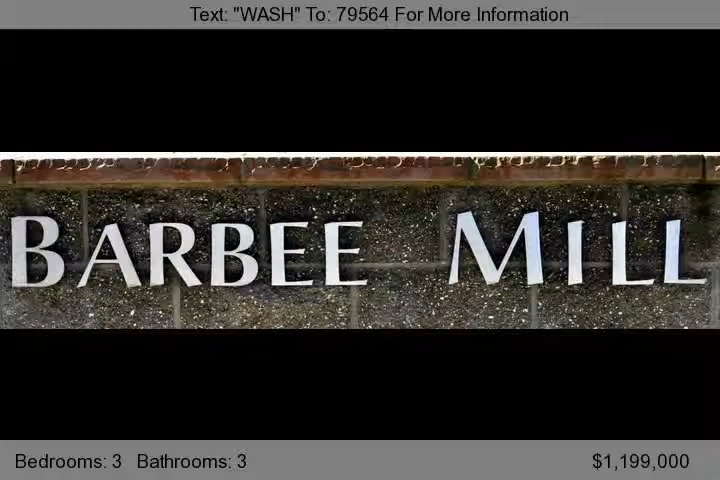 Text: "WASH" To: 79564 For More Information
BARBEE MILL
Bedrooms: 3 Bathrooms: 3 $1,199,000